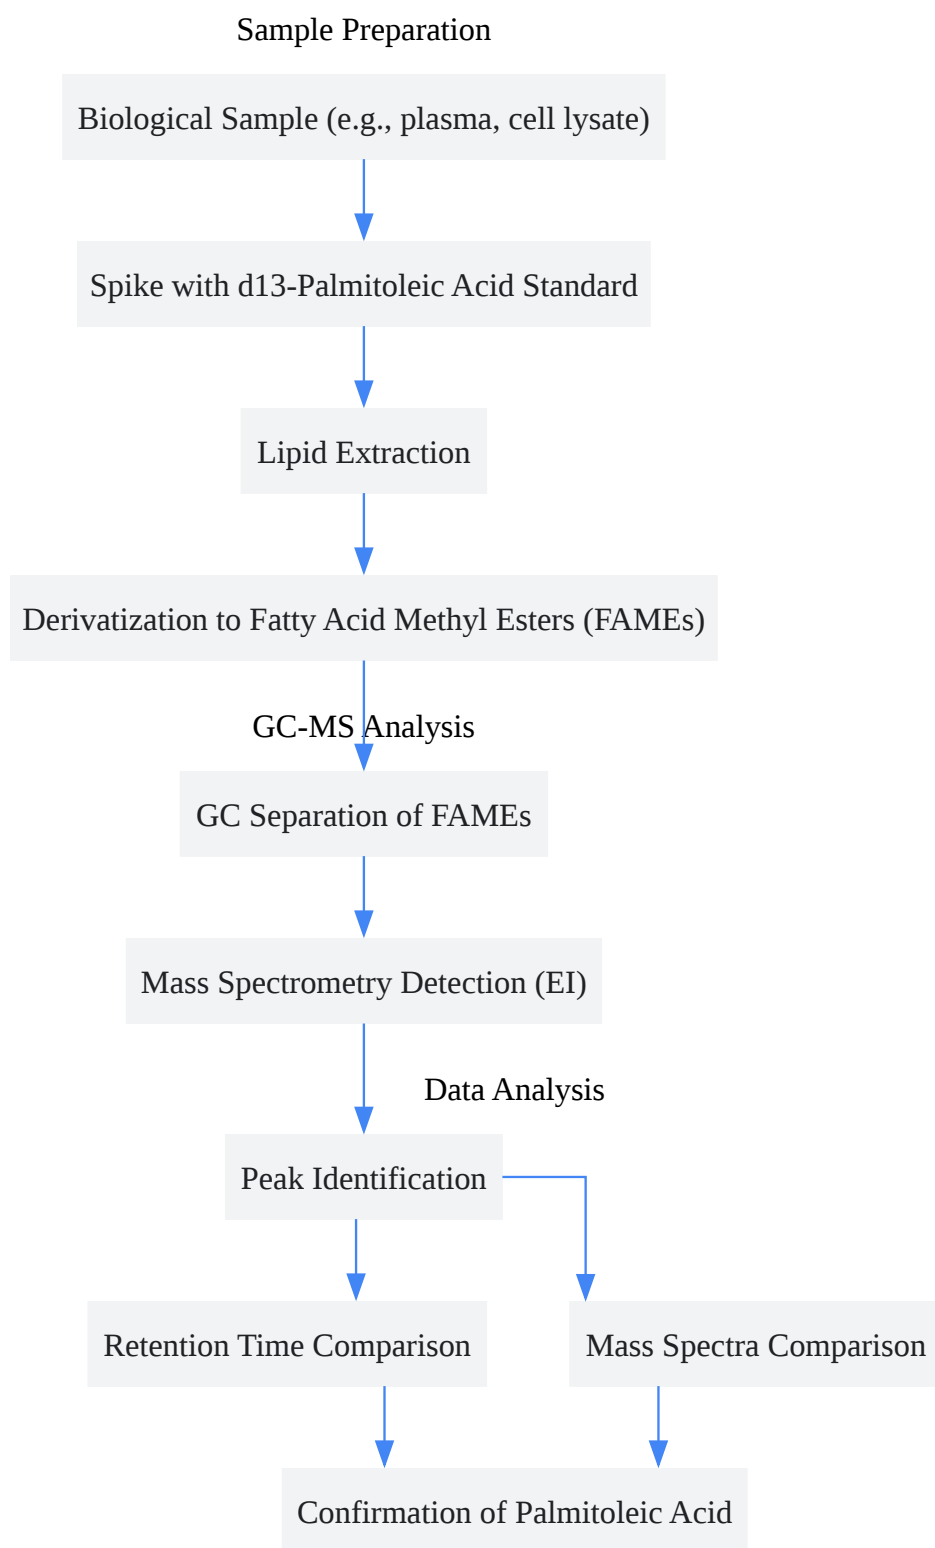 Sample Preparation
Biological Sample (e.g., plasma, cell lysate)
Spike with d13-Palmitoleic Acid Standard
Lipid Extraction
Derivatization to Fatty Acid Methyl Esters (FAMEs)
GC-MS Analysis
GC Separation of FAMEs
Mass Spectrometry Detection (EI)
Data Analysis
Peak Identification
Retention Time Comparison
Mass Spectra Comparison
Confirmation of Palmitoleic Acid